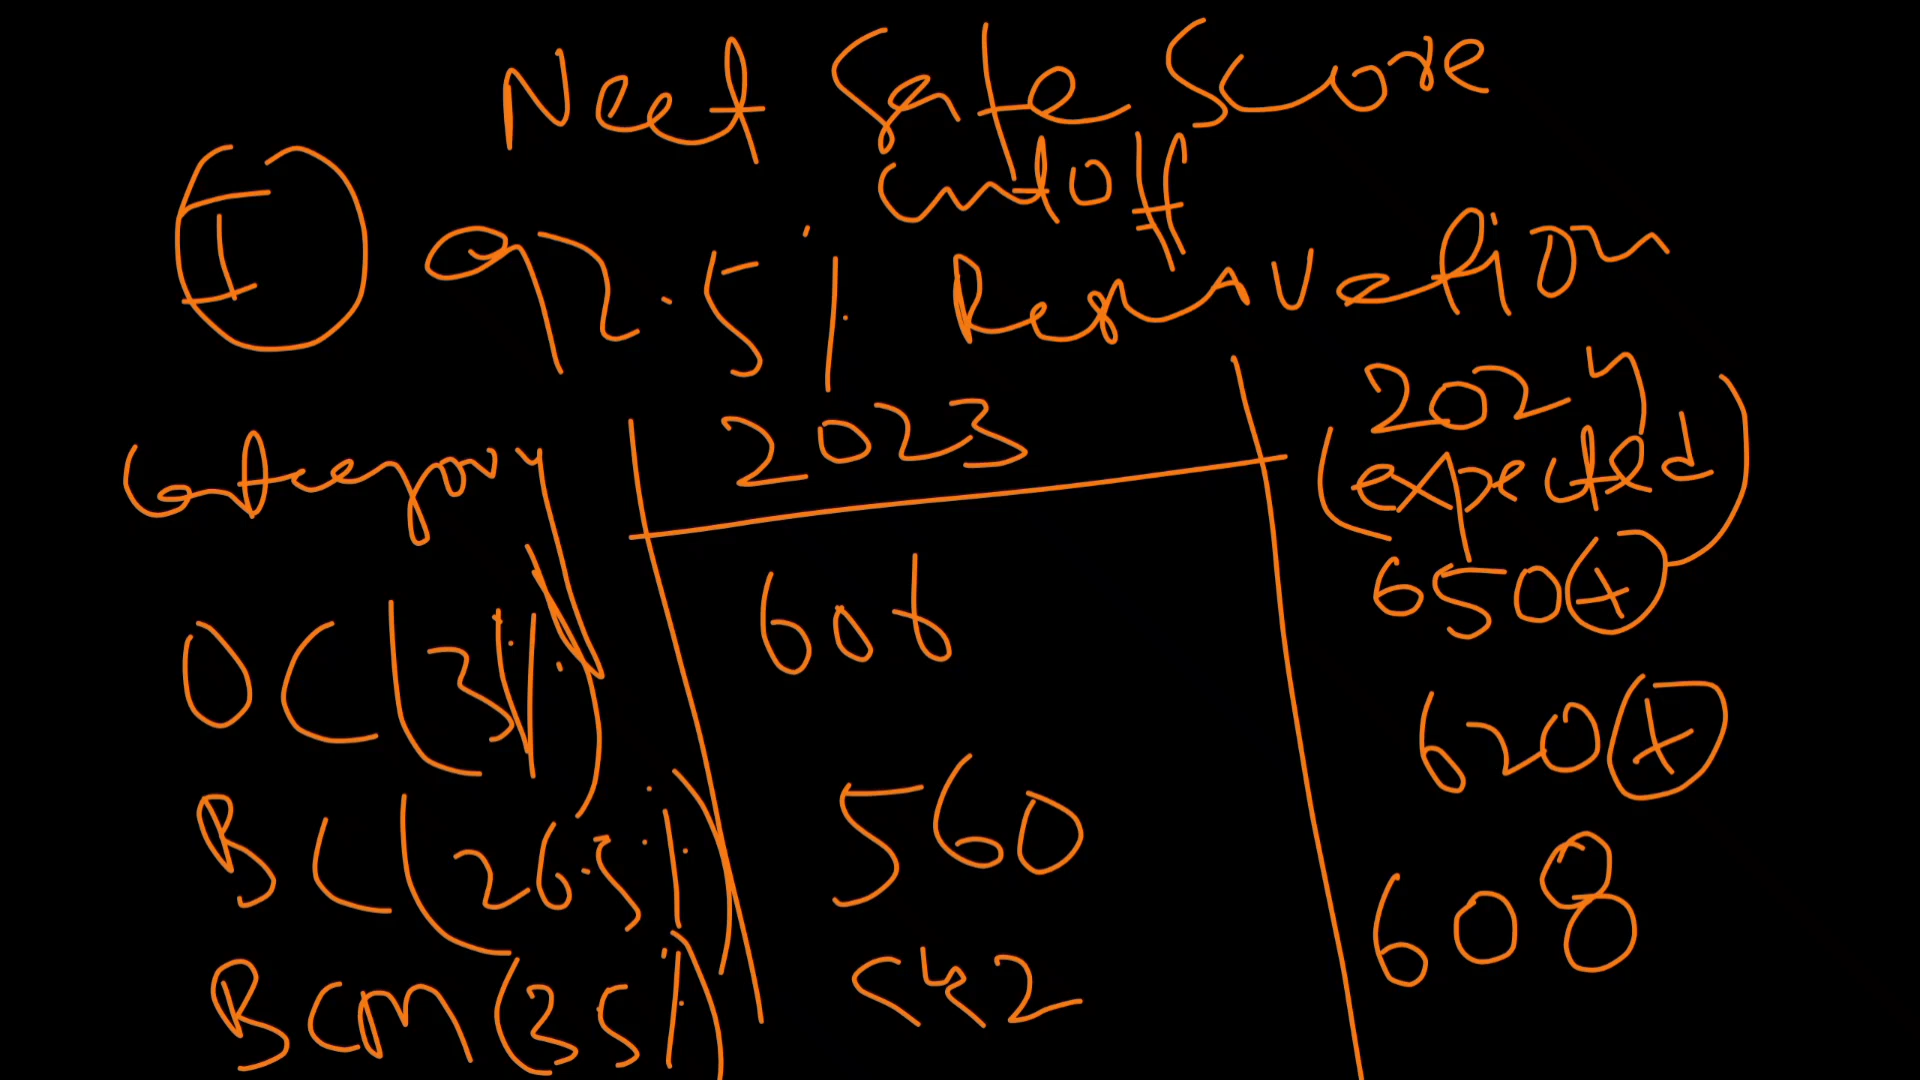 Neet Safe Score
cutoff
I 92.5% Reservation
Category 2023 2024
(expected)
OC (31%) 606 650+
BC (26.5%) 560 620+
BCM (3.5%) 542 608